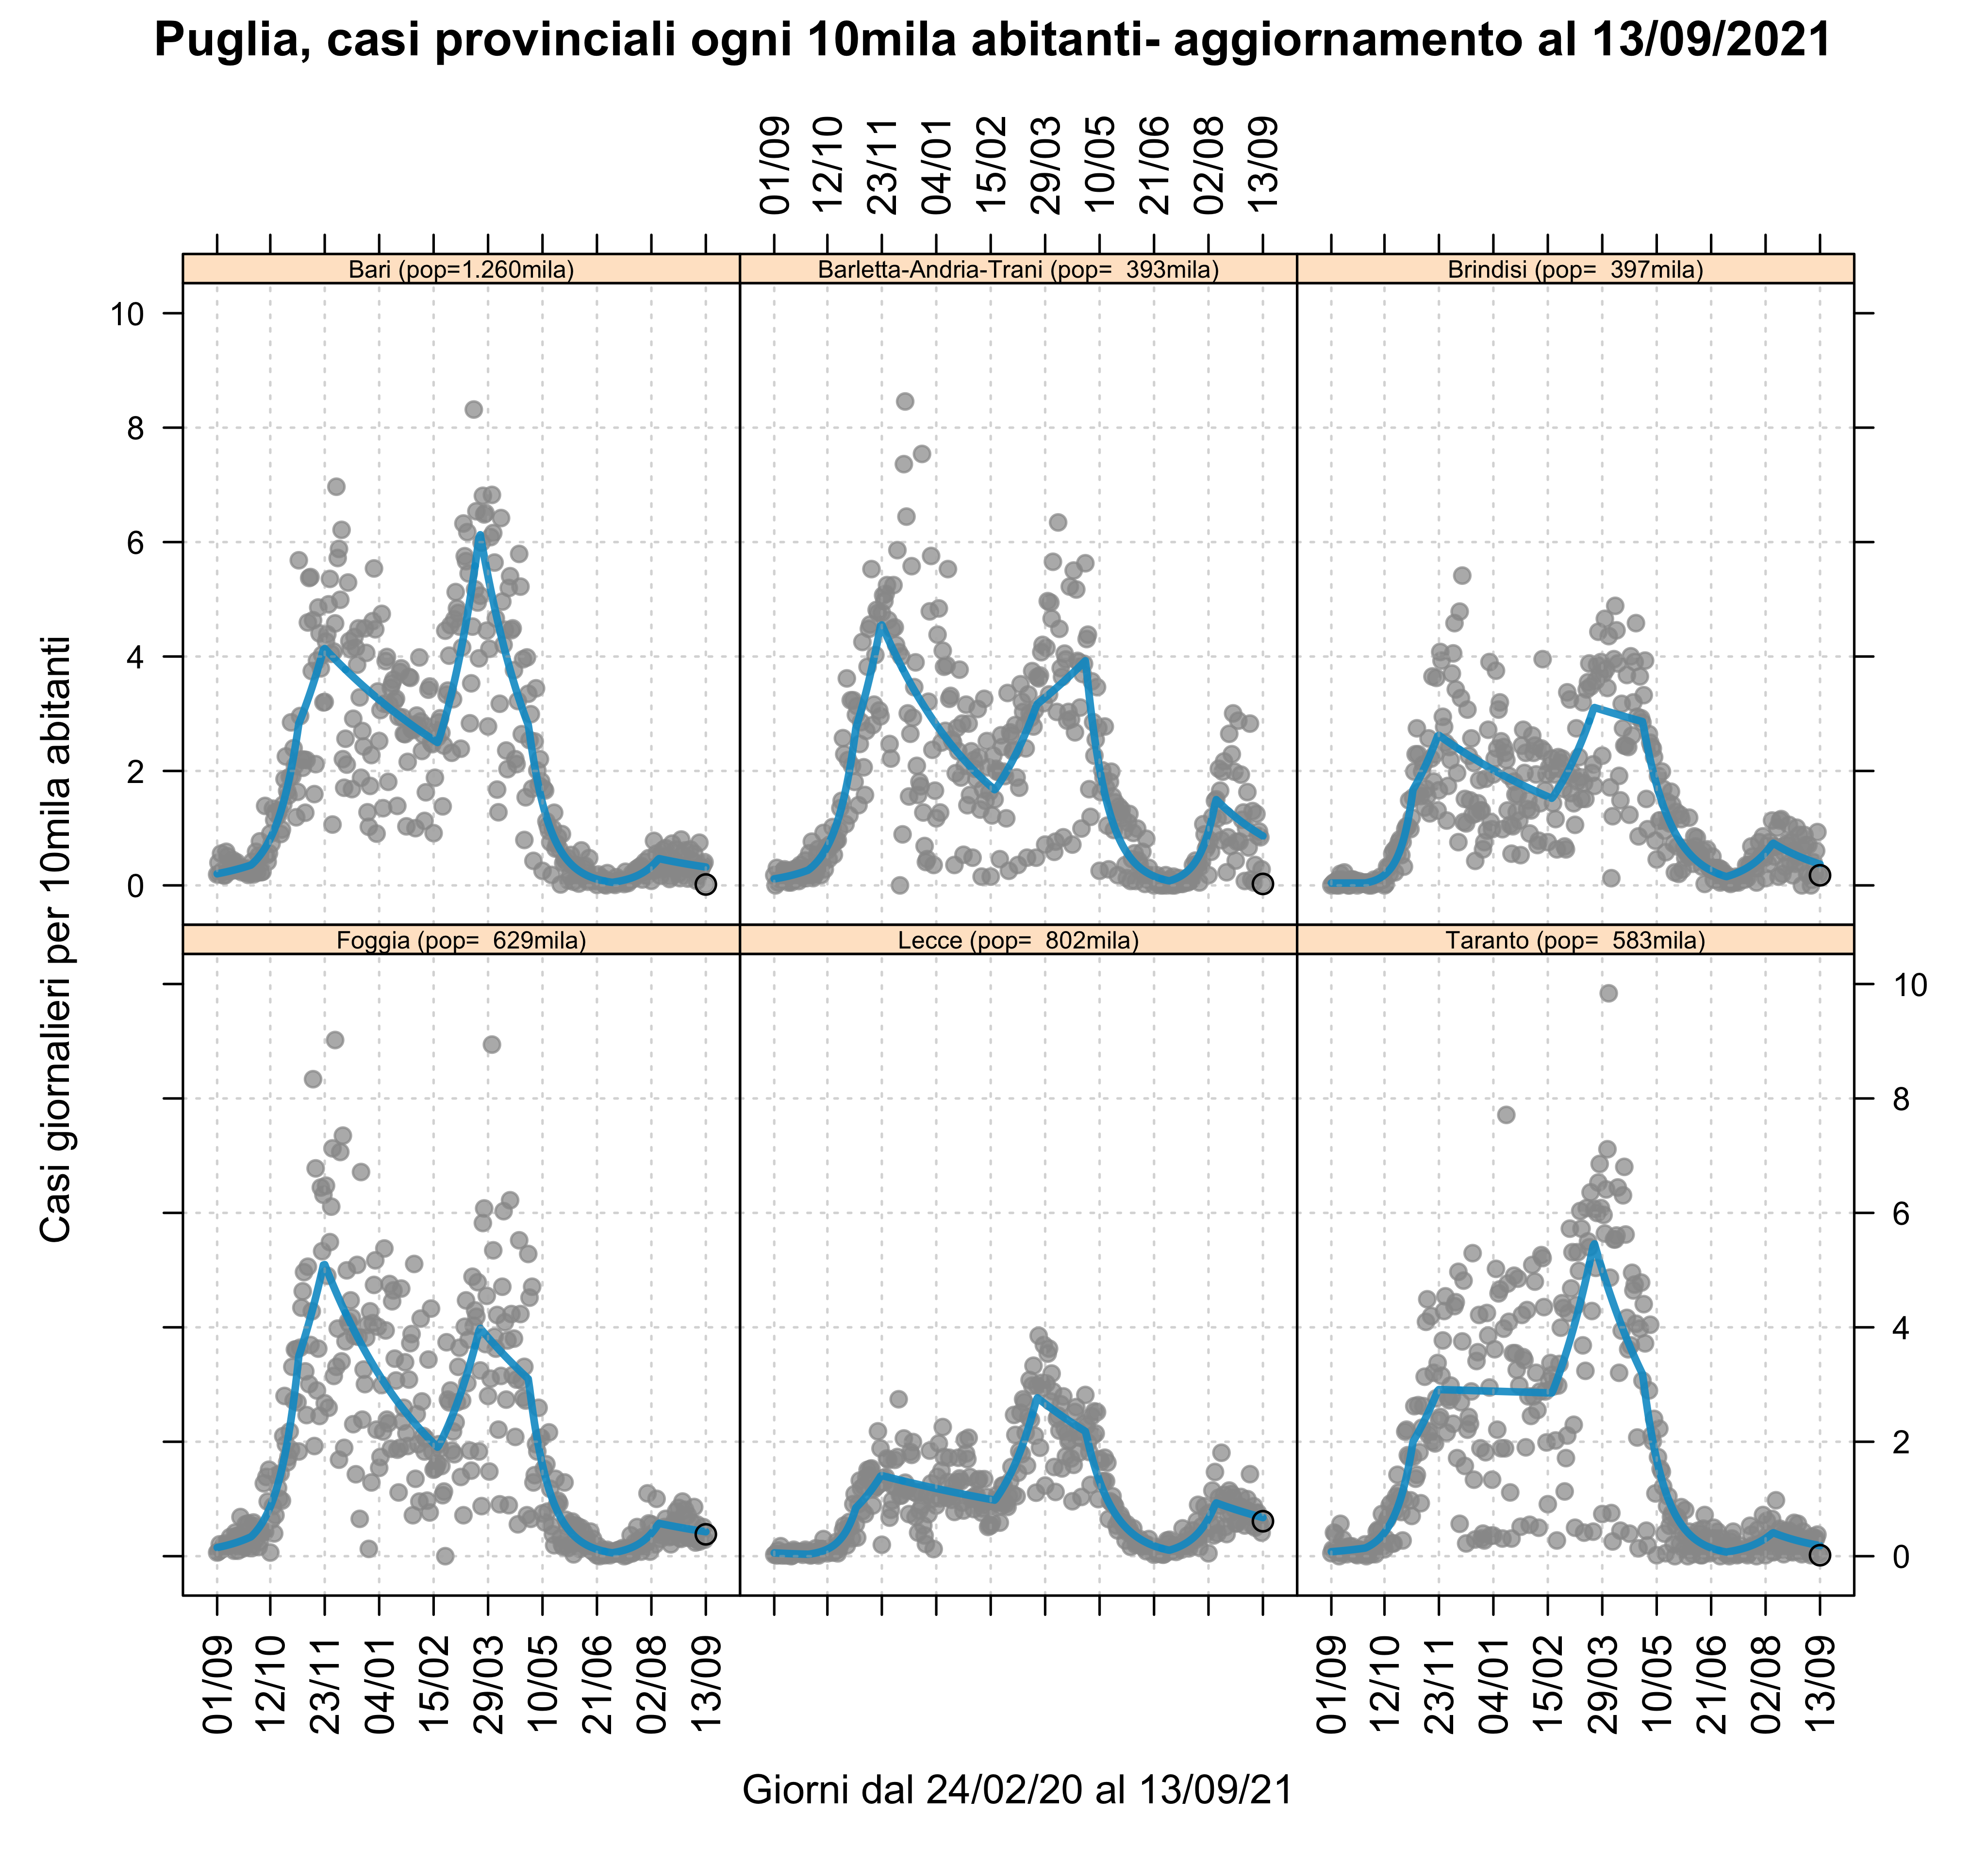 Puglia, casi provinciali ogni 10mila abitanti- aggiornamento al 13/09/2021
01/09 12/10 23/11 04/01 15/02 29/03 10/05 21/06 02/08 13/09
Bari (pop=1.260mila) Barletta-Andria-Trani (pop= 393mila) Brindisi (pop= 397mila)
10
8
6
4
2
0
Casi giornalieri per 10mila abitanti
Foggia (pop= 629mila) Lecce (pop= 802mila) Taranto (pop= 583mila)
10
8
6
4
2
0
01/09 12/10 23/11 04/01 15/02 29/03 10/05 21/06 02/08 13/09
01/09 12/10 23/11 04/01 15/02 29/03 10/05 21/06 02/08 13/09
Giorni dal 24/02/20 al 13/09/21